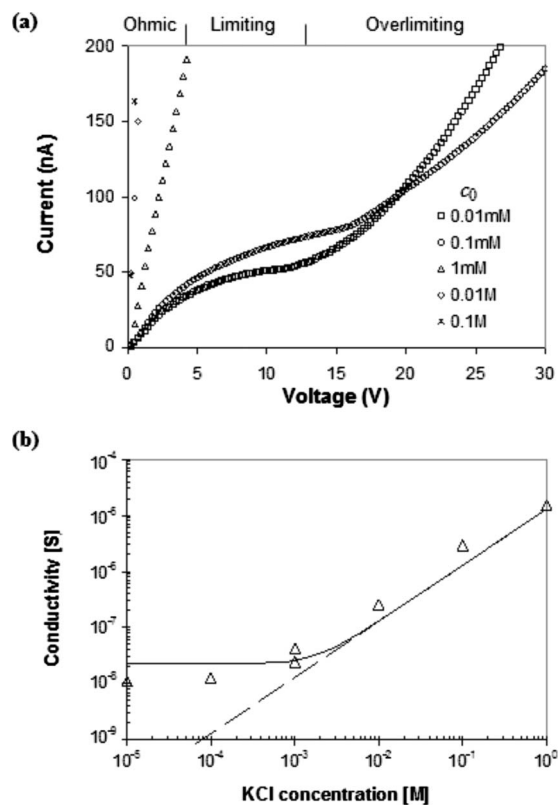 (a)
Ohmic | Limiting | Overlimiting
200
150
100
50
0
Current (nA)
0 5 10 15 20 25 30
Voltage (V)
c0
0.01mM
0.1mM
1mM
0.01M
0.1M
(b)
10-4
10-5
10-6
10-7
10-8
10-9
Conductivity [S]
10-5 10-4 10-3 10-2 10-1 100
KCl concentration [M]